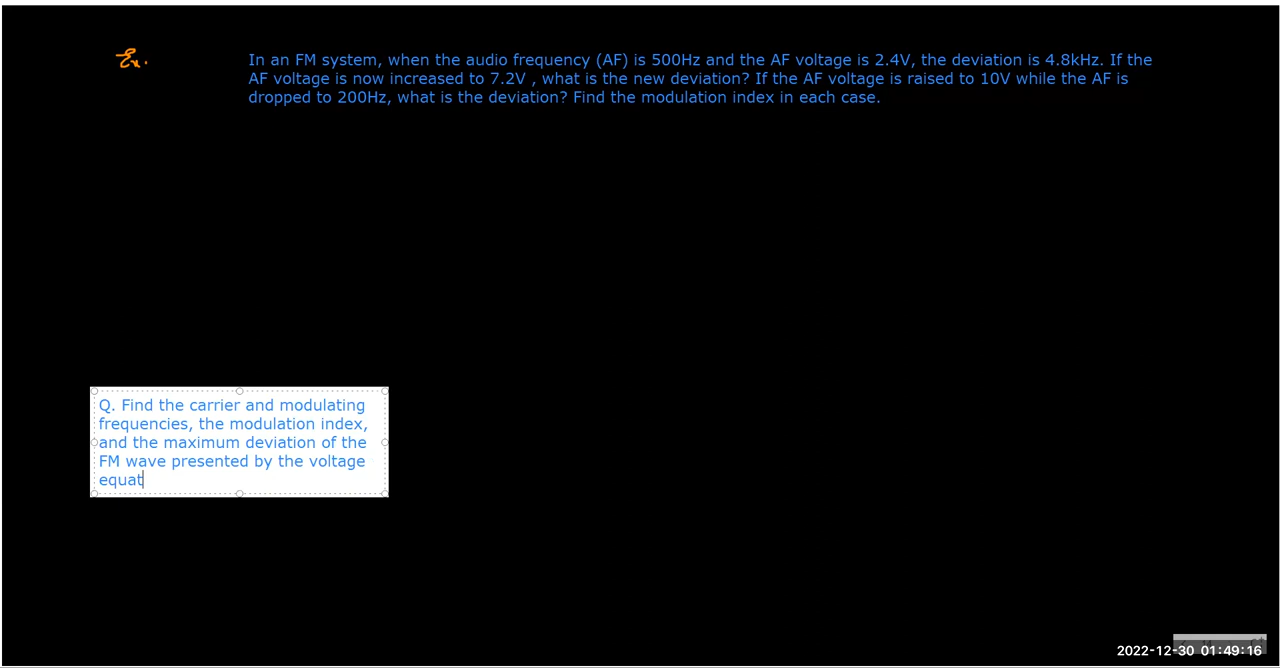 Ex.
In an FM system, when the audio frequency (AF) is 500Hz and the AF voltage is 2.4V, the deviation is 4.8kHz. If the
AF voltage is now increased to 7.2V , what is the new deviation? If the AF voltage is raised to 10V while the AF is
dropped to 200Hz, what is the deviation? Find the modulation index in each case.
Q. Find the carrier and modulating
frequencies, the modulation index,
and the maximum deviation of the
FM wave presented by the voltage
equat
2022-12-30 01:49:16